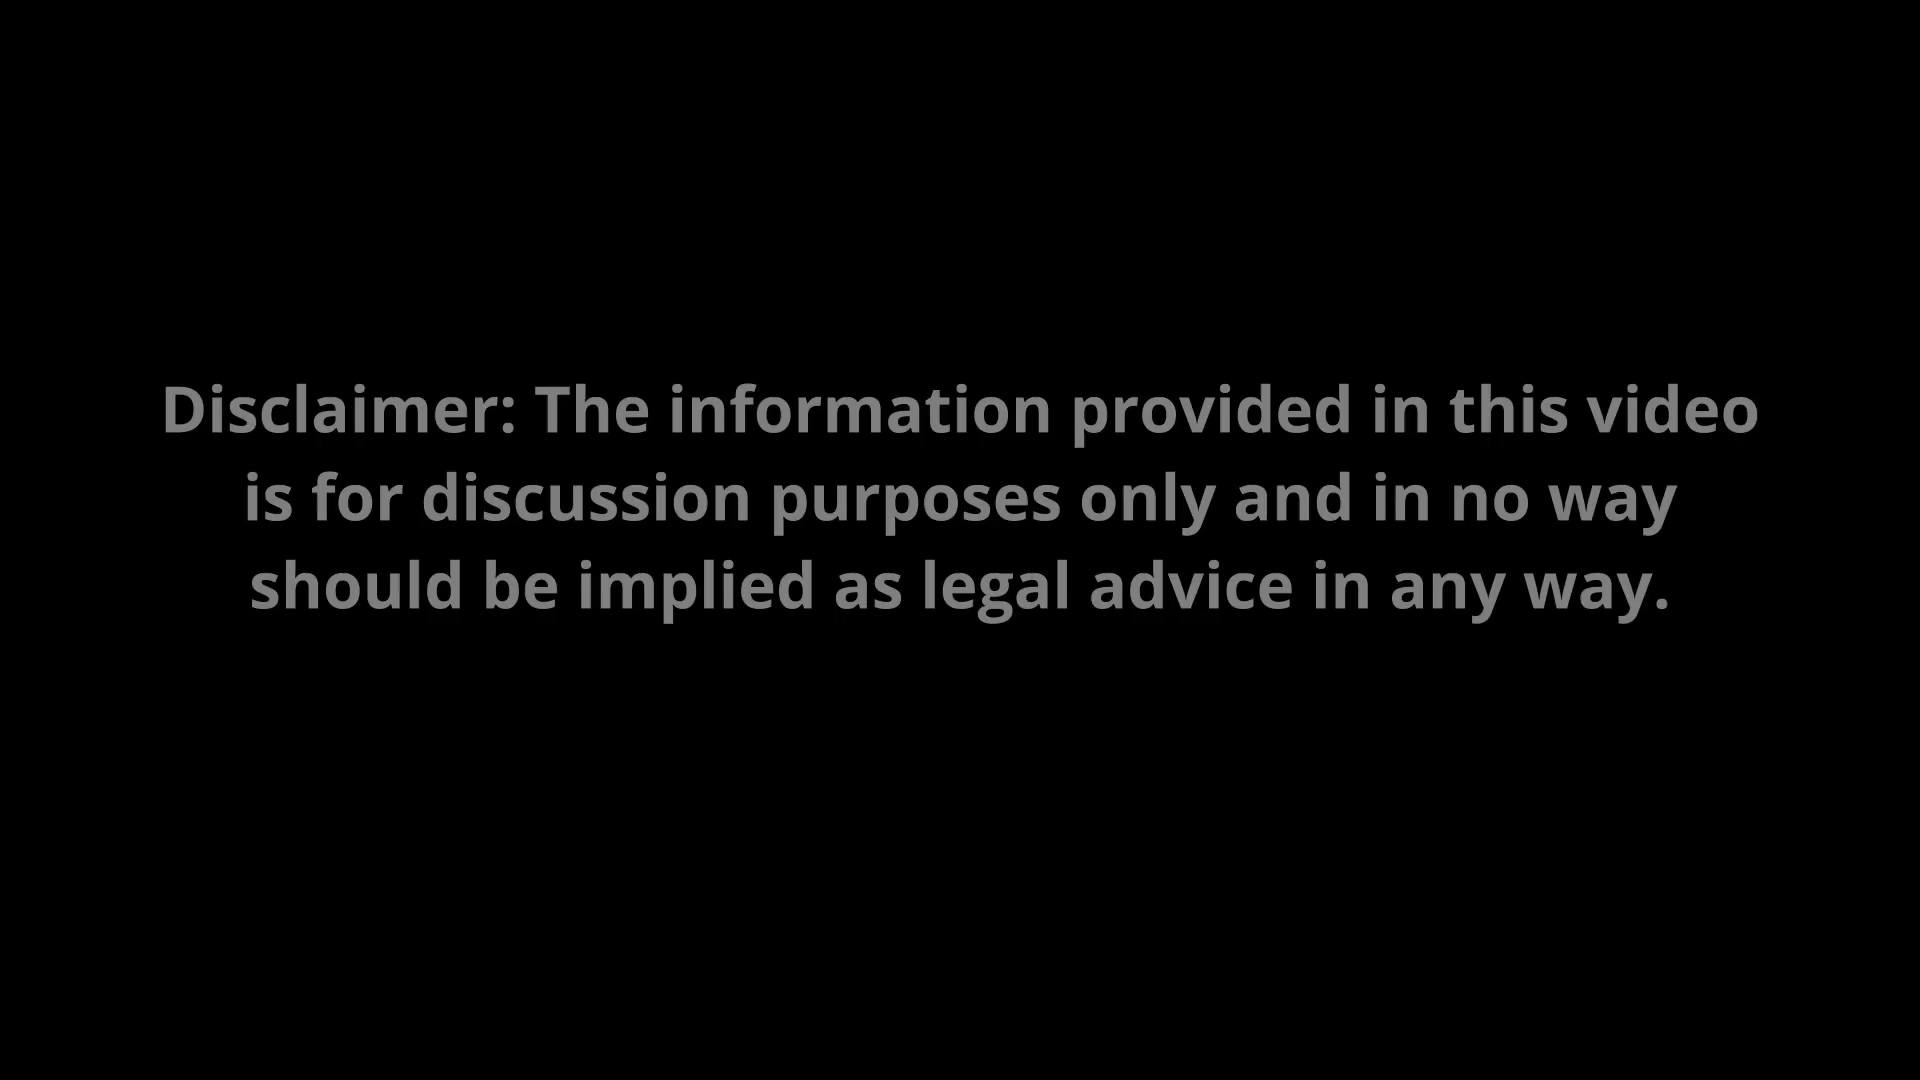 Disclaimer: The information provided in this video
is for discussion purposes only and in no way
should be implied as legal advice in any way.